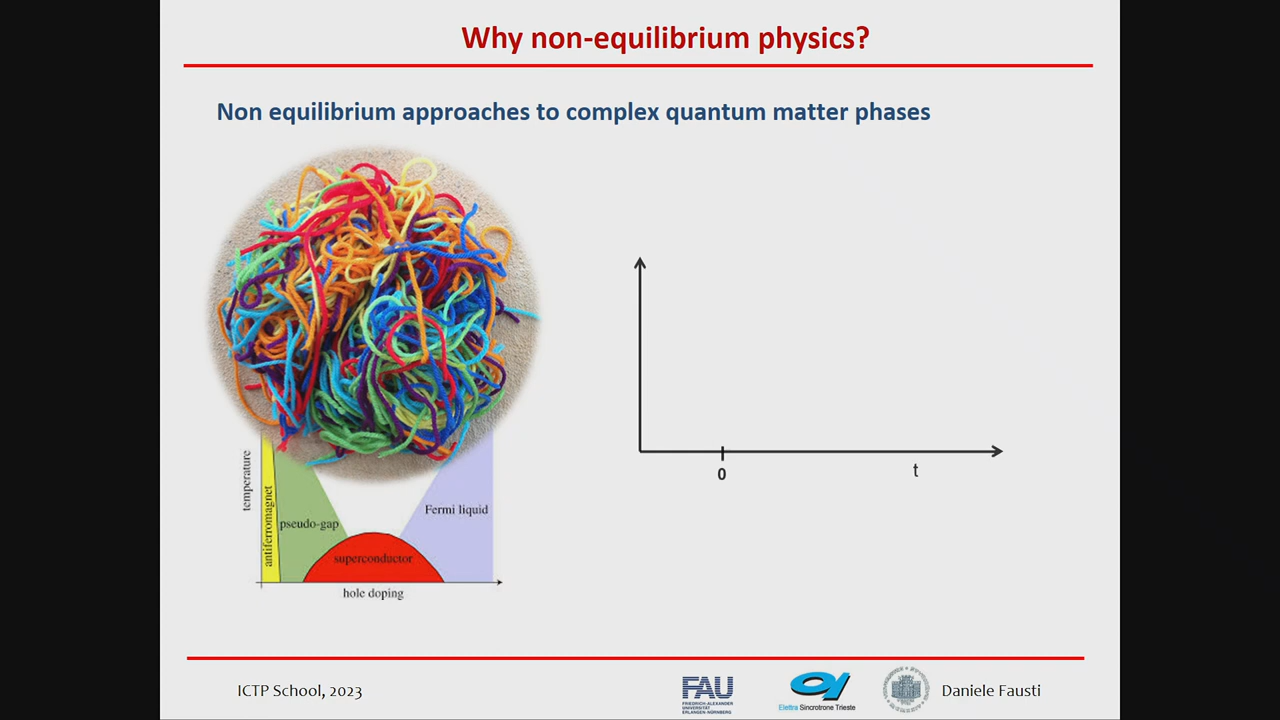 Why non-equilibrium physics?
Non equilibrium approaches to complex quantum matter phases
temperature
antiferromagnet
pseudo-gap
Fermi liquid
superconductor
hole doping
0
t
ICTP School, 2023
FAU
FRIEDRICH-ALEXANDER
UNIVERSITÄT
ERLANGEN-NÜRNBERG
Elettra Sincrotrone Trieste
Daniele Fausti